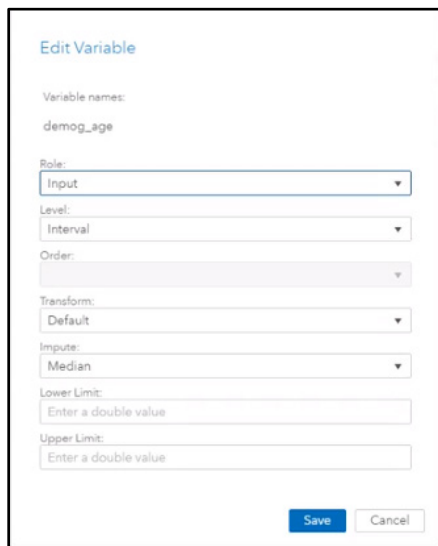 Edit Variable
Variable names:
demog_age
Role:
Input
Level:
Interval
Order:
Transform:
Default
Impute:
Median
Lower Limit:
Enter a double value
Upper Limit:
Enter a double value
Save Cancel